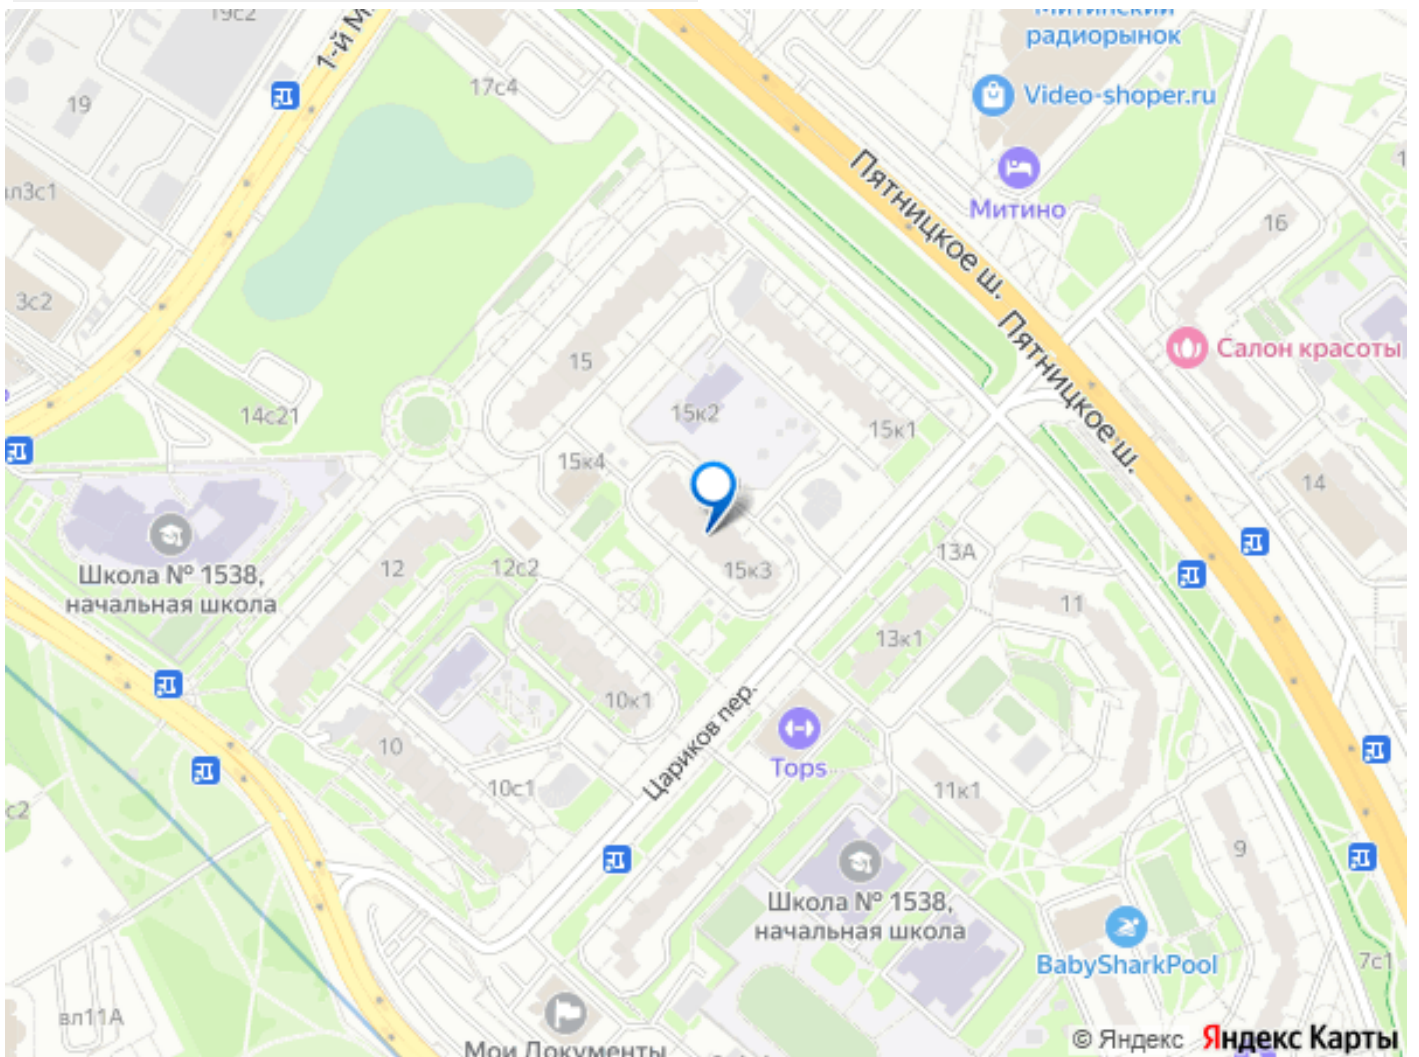 19с2
1-й М.
17с4
Митинский
радиорынок
Video-shoper.ru
19
Пятницкое ш.
Митино
16
3с2
Пятницкое ш.
Салон красоты
15
15к2
14с21
15к1
15к4
14
13А
Школа № 1538,
начальная школа
12
12с2
15к3
11
13к1
10к1
Цариков пер.
10
Tops
10с1
11к1
с2
9
Школа № 1538,
начальная школа
BabySharkPool
7с1
вл11А
Мои Документы
© Яндекс Яндекс Карты